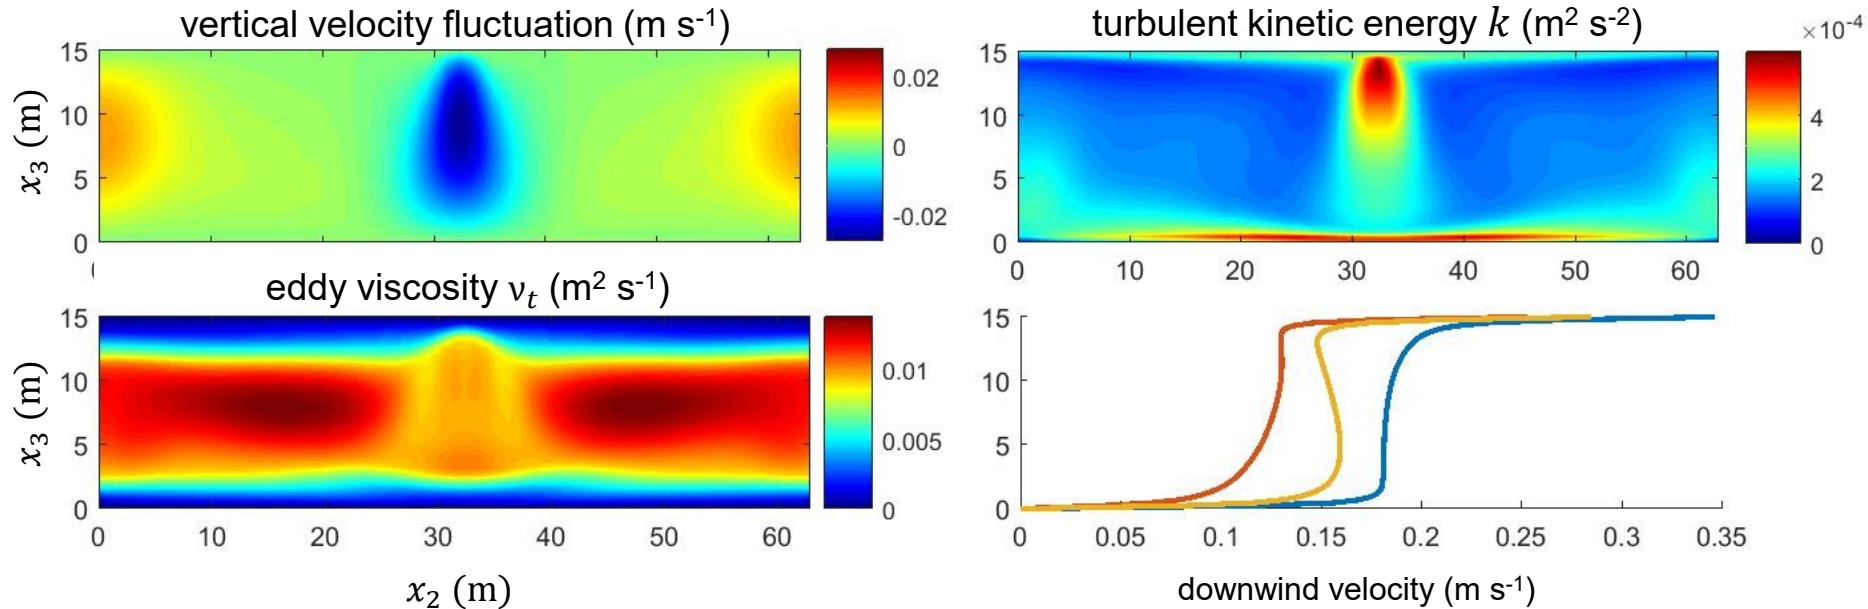 vertical velocity fluctuation (m s-1)
15
10
5
0
x3 (m)
0.02
0
-0.02
turbulent kinetic energy k (m2 s-2)
×10-4
15
10
5
0
0 10 20 30 40 50 60
4
2
0
eddy viscosity νt (m2 s-1)
15
10
5
0
x3 (m)
0 10 20 30 40 50 60
x2 (m)
0.01
0.005
0
15
10
5
0
0 0.05 0.1 0.15 0.2 0.25 0.3 0.35
downwind velocity (m s-1)